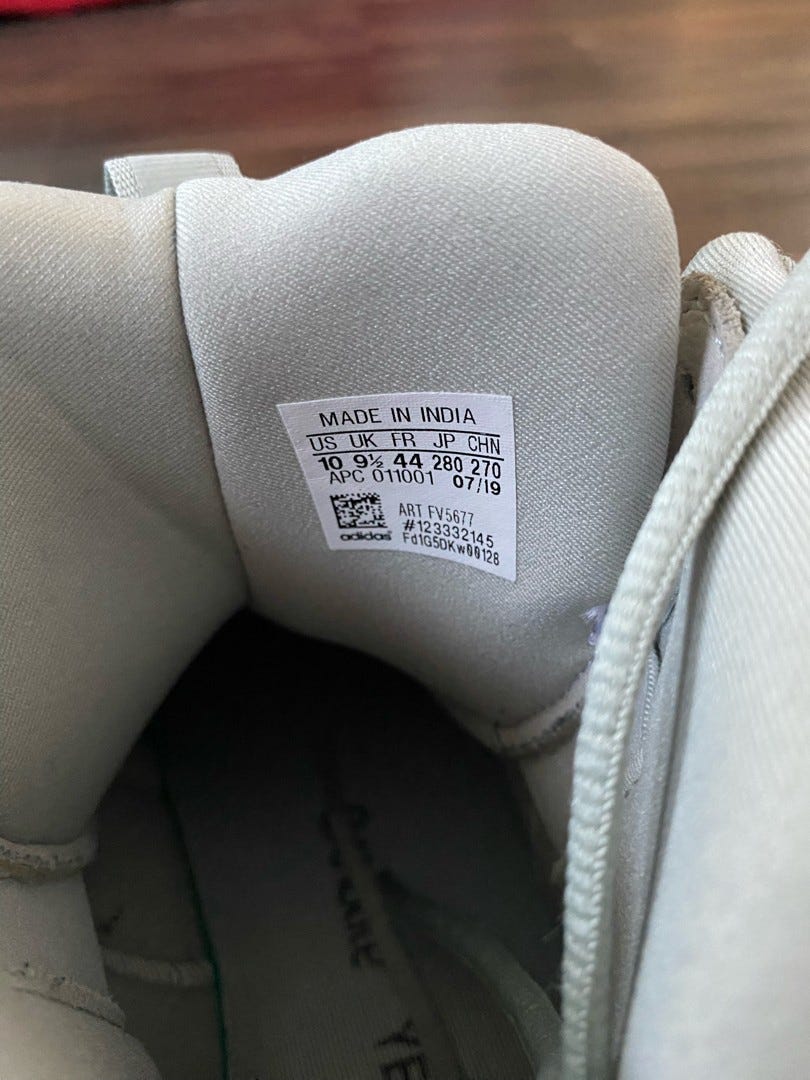 MADE IN INDIA
US UK FR JP CHN
10 9½ 44 280 270
APC 011001 07/19
ART FV5677
#123332145
adidas Fd1G5DKw00128
YE